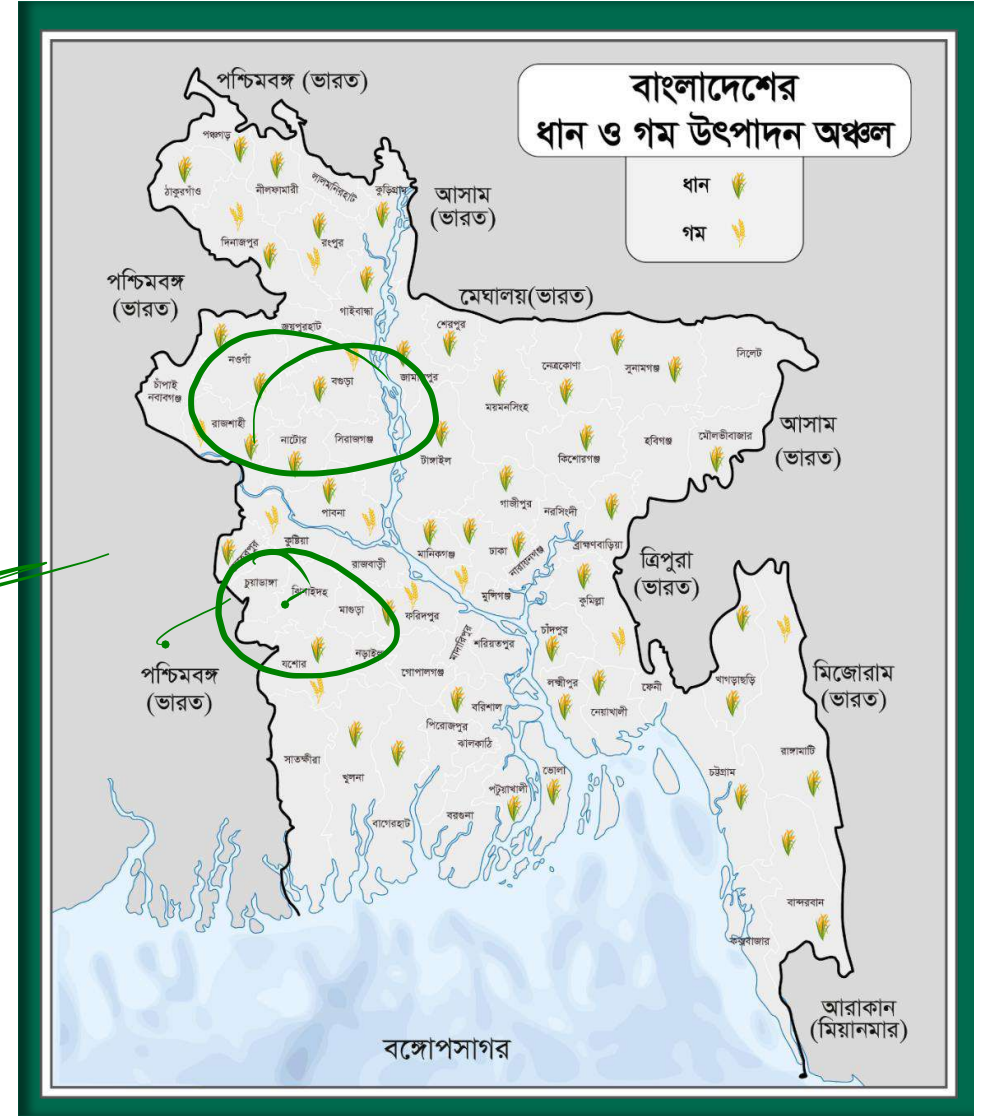 পশ্চিমবঙ্গ (ভারত)
বাংলাদেশের
ধান ও গম উৎপাদন অঞ্চল
ধান
গম
পঞ্চগড়
ঠাকুরগাঁও
নীলফামারী
লালমনিরহাট
কুড়িগ্রাম
আসাম
(ভারত)
দিনাজপুর
রংপুর
পশ্চিমবঙ্গ
(ভারত)
গাইবান্ধা
মেঘালয়(ভারত)
জয়পুরহাট
শেরপুর
নওগাঁ
বগুড়া
জামালপুর
নেত্রকোণা
সুনামগঞ্জ
সিলেট
চাঁপাই
নবাবগঞ্জ
ময়মনসিংহ
রাজশাহী
নাটোর
সিরাজগঞ্জ
টাঙ্গাইল
কিশোরগঞ্জ
হবিগঞ্জ
মৌলভীবাজার
আসাম
(ভারত)
পাবনা
গাজীপুর
নরসিংদী
কুষ্টিয়া
মানিকগঞ্জ
ঢাকা
নারায়নগঞ্জ
ব্রাহ্মণবাড়িয়া
ত্রিপুরা
(ভারত)
রাজবাড়ী
চুয়াডাঙ্গা
ঝিনাইদহ
মাগুড়া
ফরিদপুর
মুন্সিগঞ্জ
কুমিল্লা
চাঁদপুর
মাদারিপুর
শরিয়তপুর
যশোর
নড়াইল
গোপালগঞ্জ
লক্ষ্মীপুর
ফেনী
খাগড়াছড়ি
পশ্চিমবঙ্গ
(ভারত)
মিজোরাম
(ভারত)
বরিশাল
নেয়াখালী
পিরোজপুর
ঝালকাঠি
সাতক্ষীরা
খুলনা
ভোলা
পটুয়াখালী
চট্টগ্রাম
রাঙ্গামাটি
বাগেরহাট
বরগুনা
বান্দরবান
কক্সবাজার
আরাকান
(মিয়ানমার)
বঙ্গোপসাগর